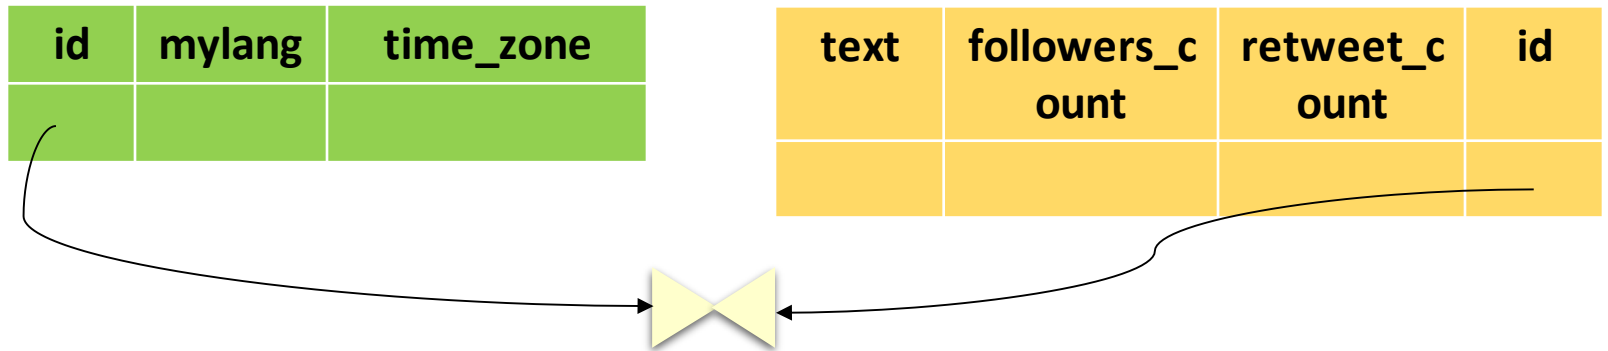 id mylang time_zone
text followers_c retweet_c id
ount ount